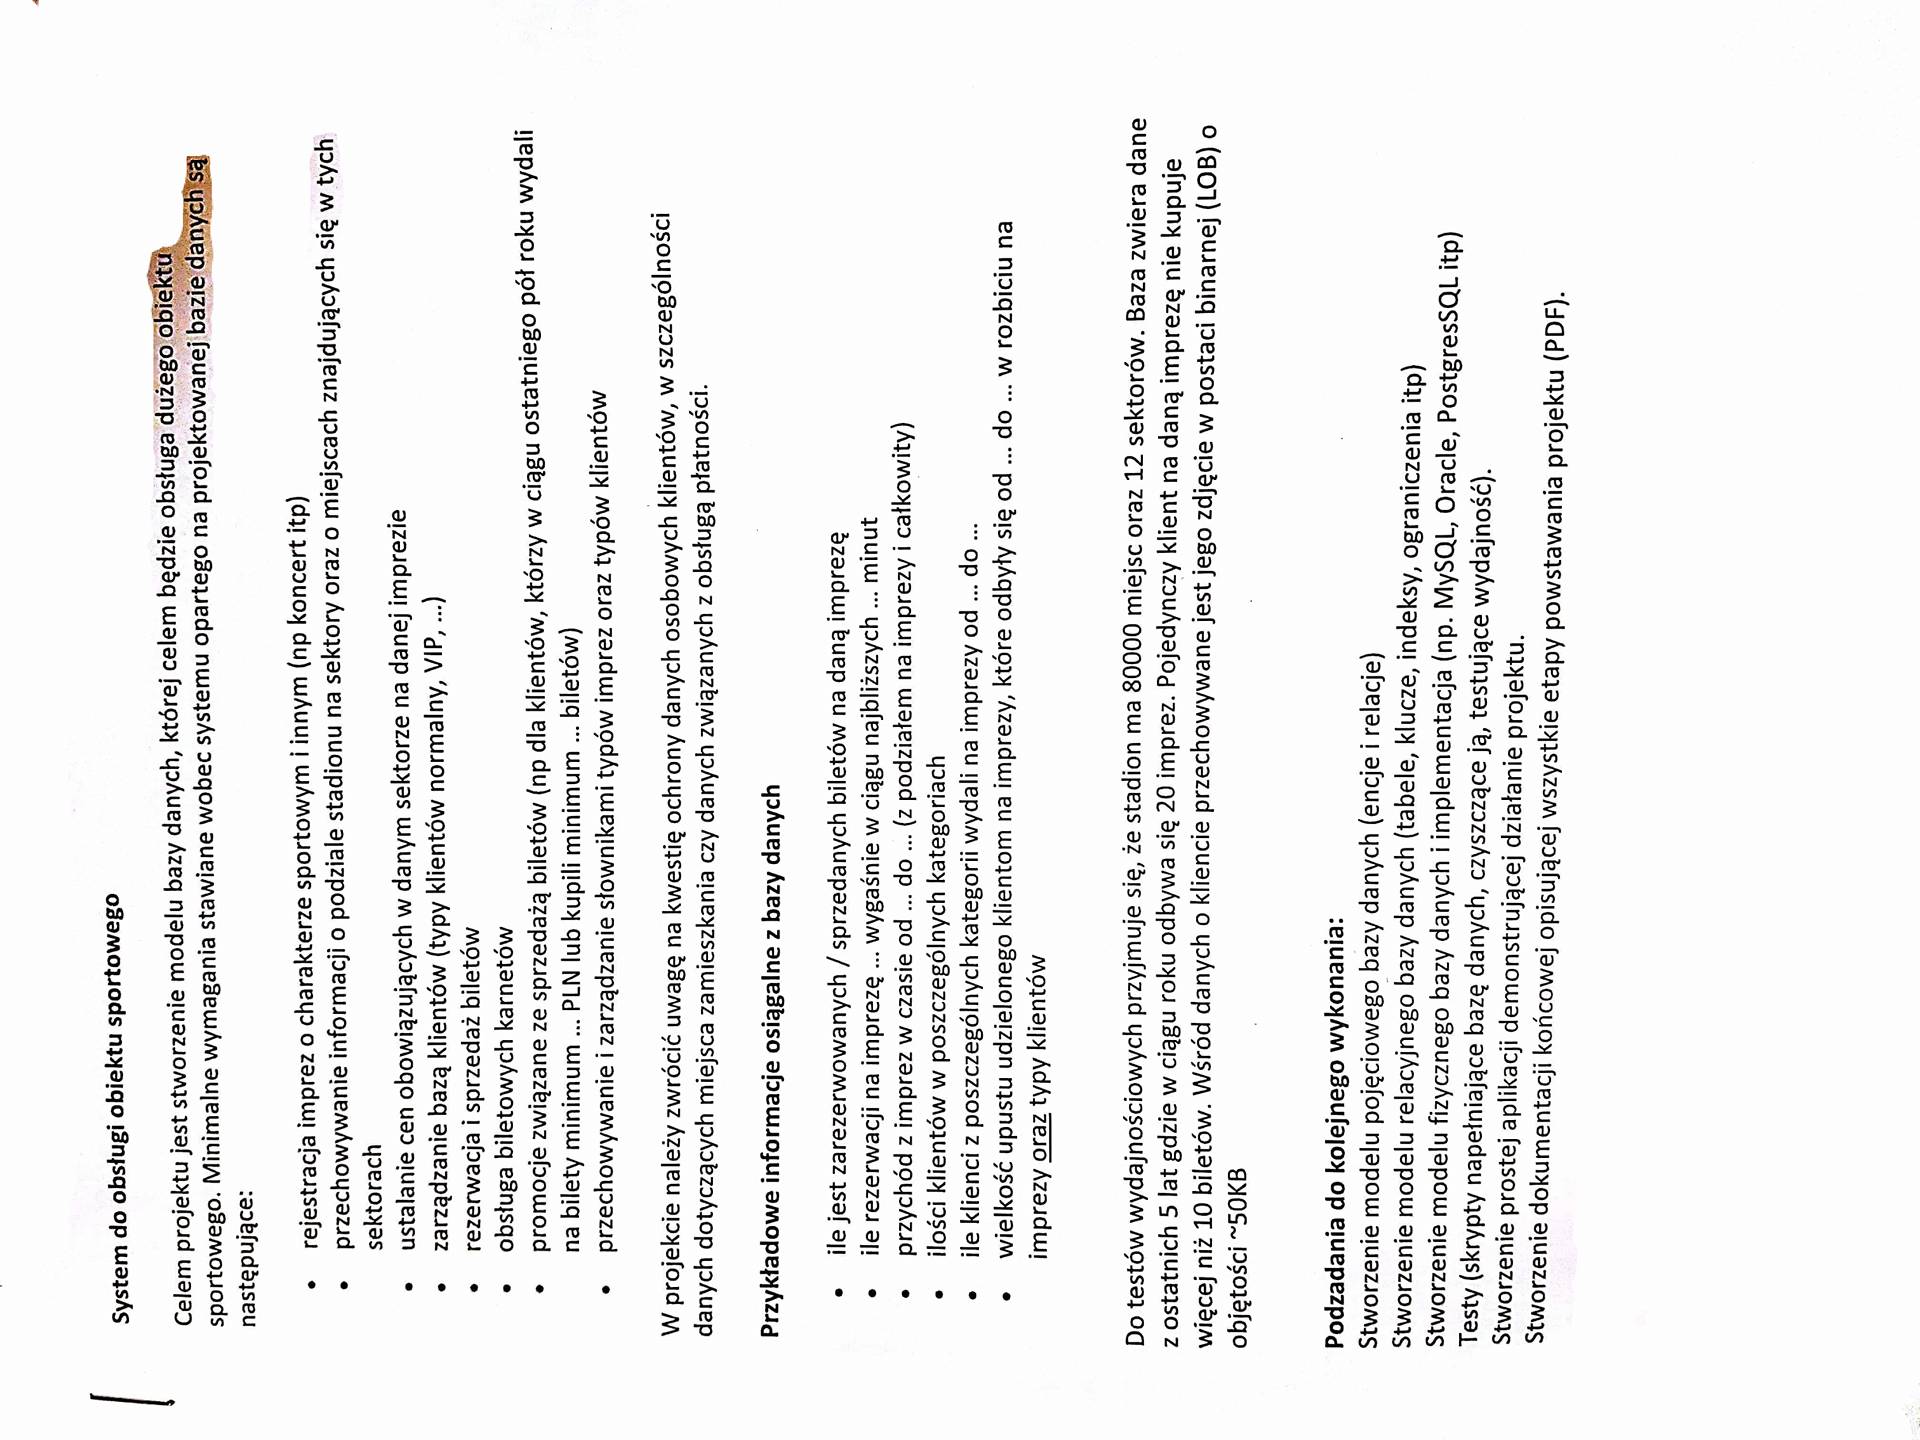 System do obsługi obiektu sportowego
Celem projektu jest stworzenie modelu bazy danych, której celem będzie obsługa dużego obiektu
sportowego. Minimalne wymagania stawiane wobec systemu opartego na projektowanej bazie danych są
następujące:
• rejestracja imprez o charakterze sportowym i innym (np koncert itp)
• przechowywanie informacji o podziale stadionu na sektory oraz o miejscach znajdujących się w tych
sektorach
• ustalanie cen obowiązujących w danym sektorze na danej imprezie
• zarządzanie bazą klientów (typy klientów normalny, VIP, ...)
• rezerwacja i sprzedaż biletów
• obsługa biletowych karnetów
• promocje związane ze sprzedażą biletów (np dla klientów, którzy w ciągu ostatniego pół roku wydali
na bilety minimum ... PLN lub kupili minimum ... biletów)
• przechowywanie i zarządzanie słownikami typów imprez oraz typów klientów
W projekcie należy zwrócić uwagę na kwestię ochrony danych osobowych klientów, w szczególności
danych dotyczących miejsca zamieszkania czy danych związanych z obsługą płatności.
Przykładowe informacje osiągalne z bazy danych
• ile jest zarezerwowanych / sprzedanych biletów na daną imprezę
• ile rezerwacji na imprezę ... wygaśnie w ciągu najbliższych ... minut
• przychód z imprez w czasie od ... do ... (z podziałem na imprezy i całkowity)
• ilości klientów w poszczególnych kategoriach
• ile klienci z poszczególnych kategorii wydali na imprezy od ... do ...
• wielkość upustu udzielonego klientom na imprezy, które odbyły się od ... do ... w rozbiciu na
imprezy oraz typy klientów
Do testów wydajnościowych przyjmuje się, że stadion ma 80000 miejsc oraz 12 sektorów. Baza zwiera dane
z ostatnich 5 lat gdzie w ciągu roku odbywa się 20 imprez. Pojedynczy klient na daną imprezę nie kupuje
więcej niż 10 biletów. Wśród danych o kliencie przechowywane jest jego zdjęcie w postaci binarnej (LOB) o
objętości ~50KB
Podzadania do kolejnego wykonania:
Stworzenie modelu pojęciowego bazy danych (encje i relacje)
Stworzenie modelu relacyjnego bazy danych (tabele, klucze, indeksy, ograniczenia itp)
Stworzenie modelu fizycznego bazy danych i implementacja (np. MySQL, Oracle, PostgresSQL itp)
Testy (skrypty napełniające bazę danych, czyszczące ją, testujące wydajność).
Stworzenie prostej aplikacji demonstrującej działanie projektu.
Stworzenie dokumentacji końcowej opisującej wszystkie etapy powstawania projektu (PDF).